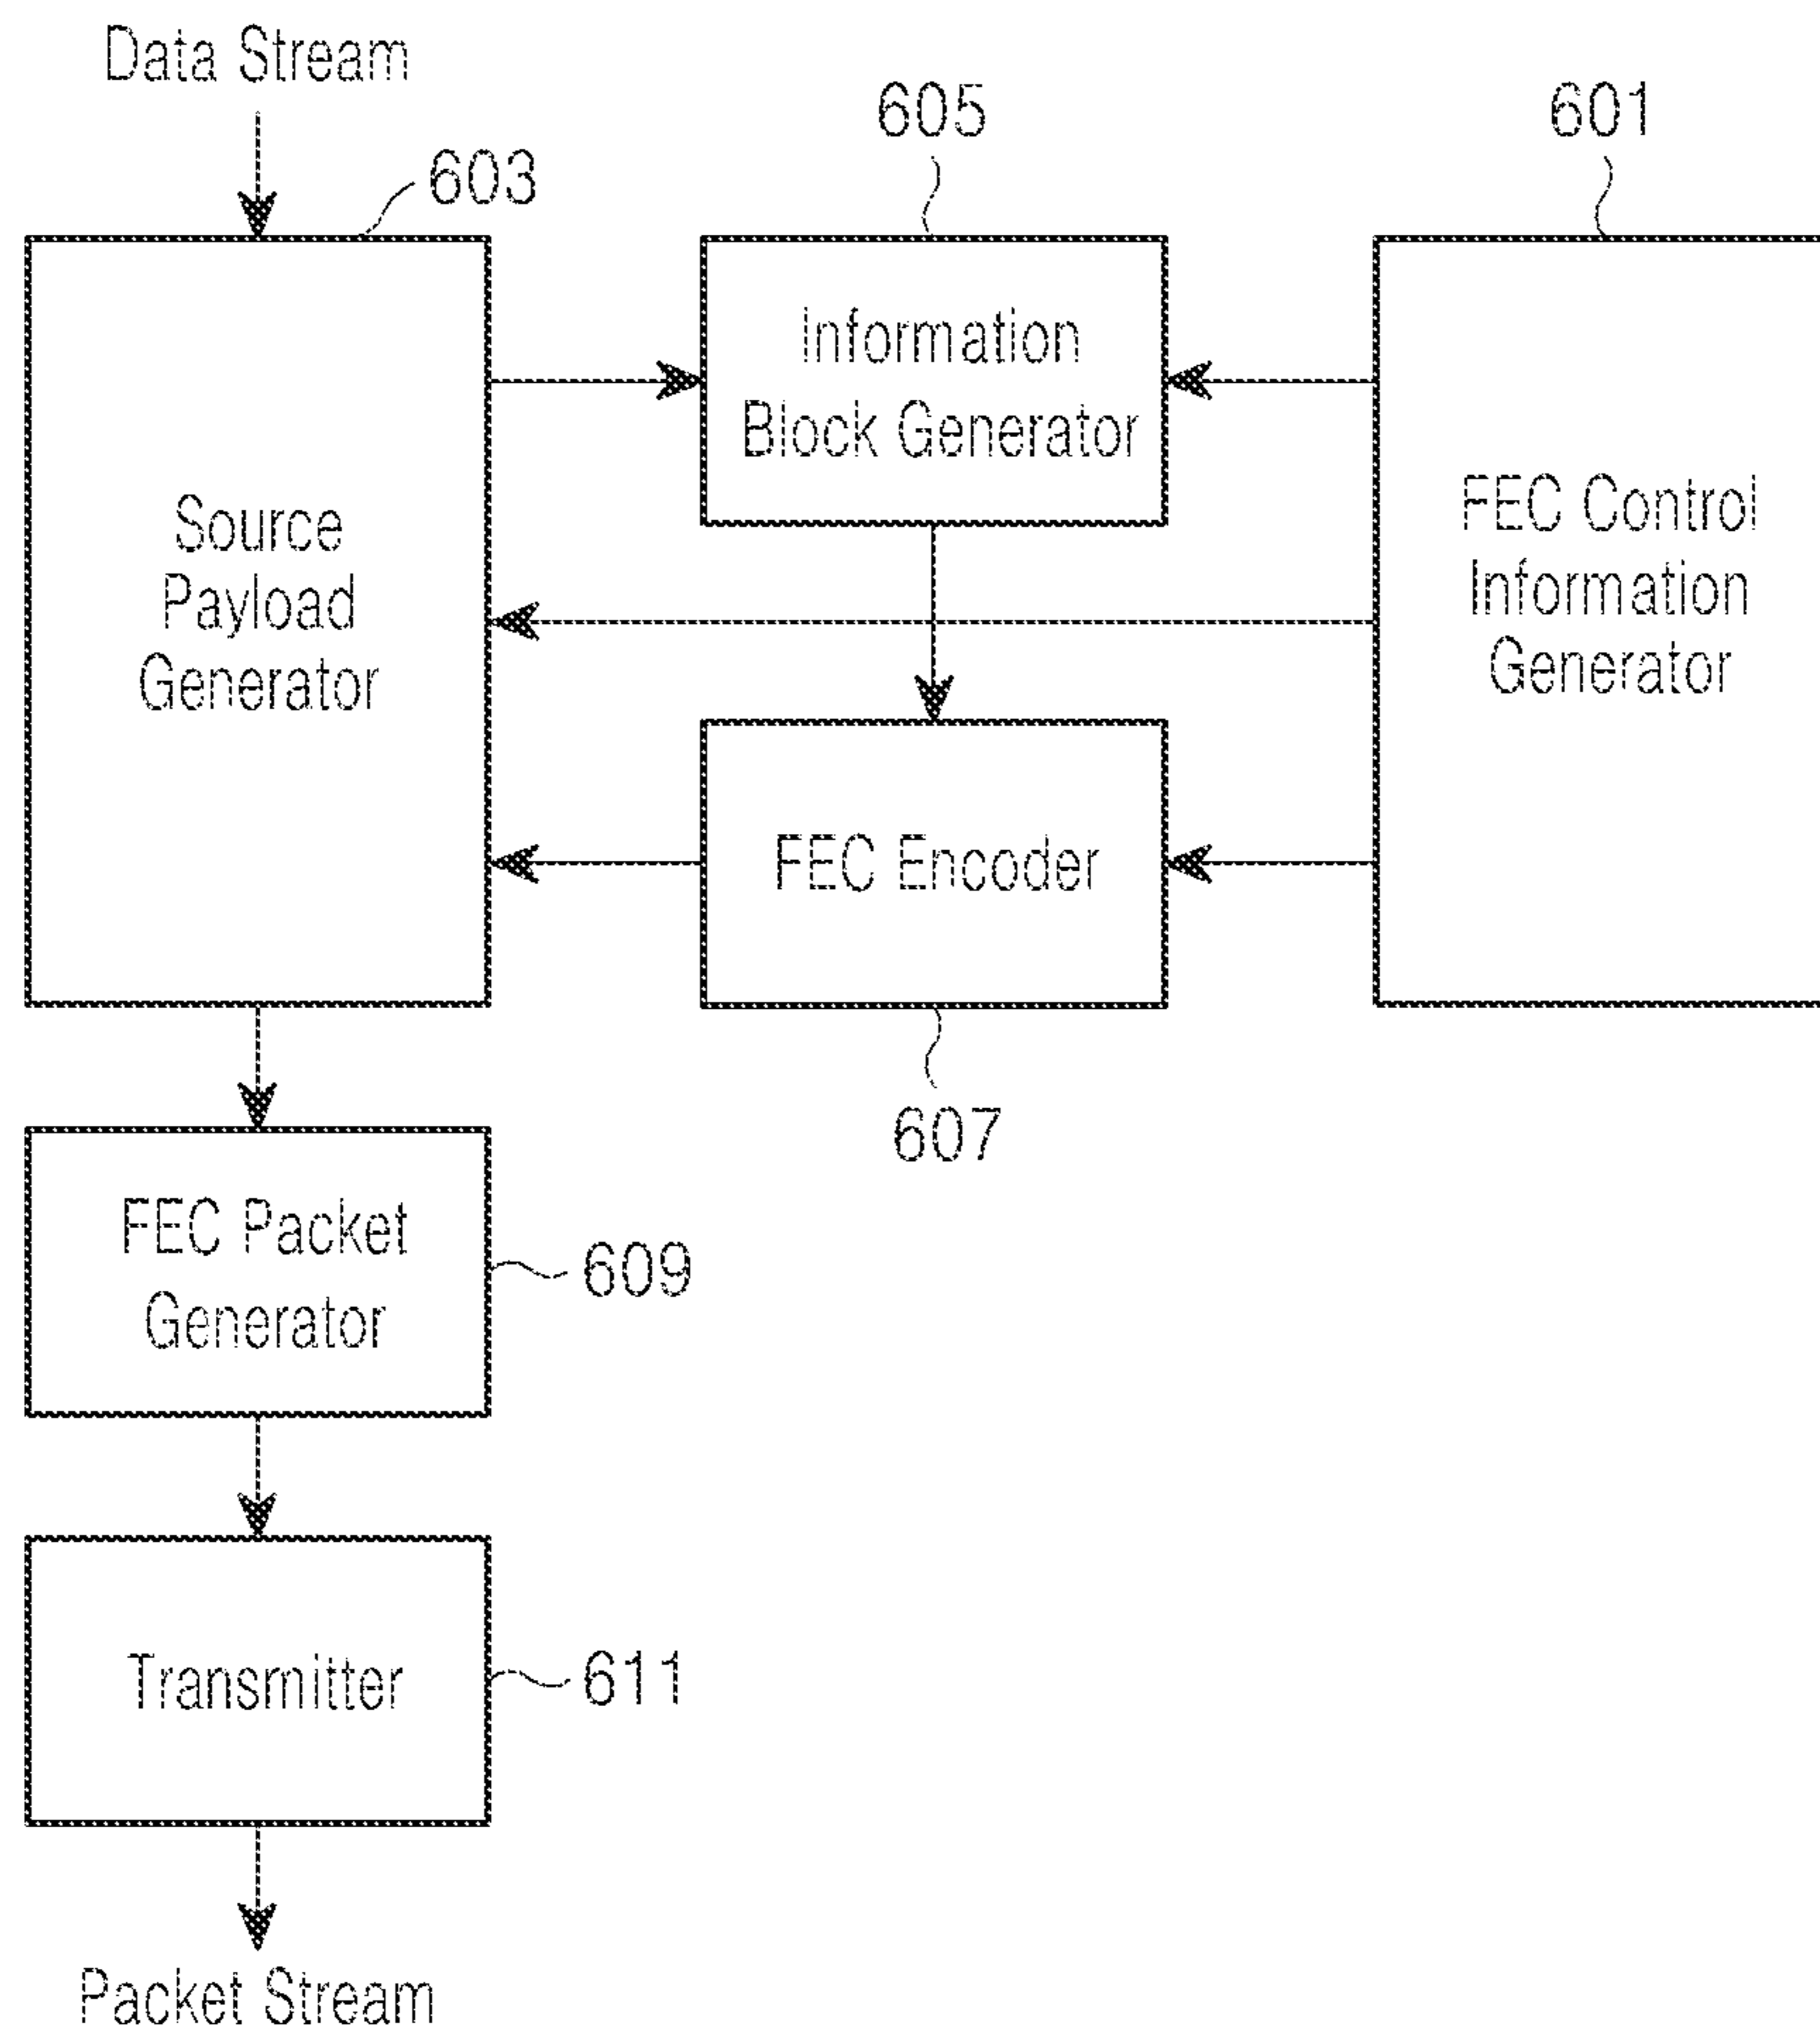 Data Stream
603
605
601
Source
Payload
Generator
Information
Block Generator
FEC Control
Information
Generator
FEC Encoder
607
FEC Packet
Generator
609
Transmitter
611
Packet Stream